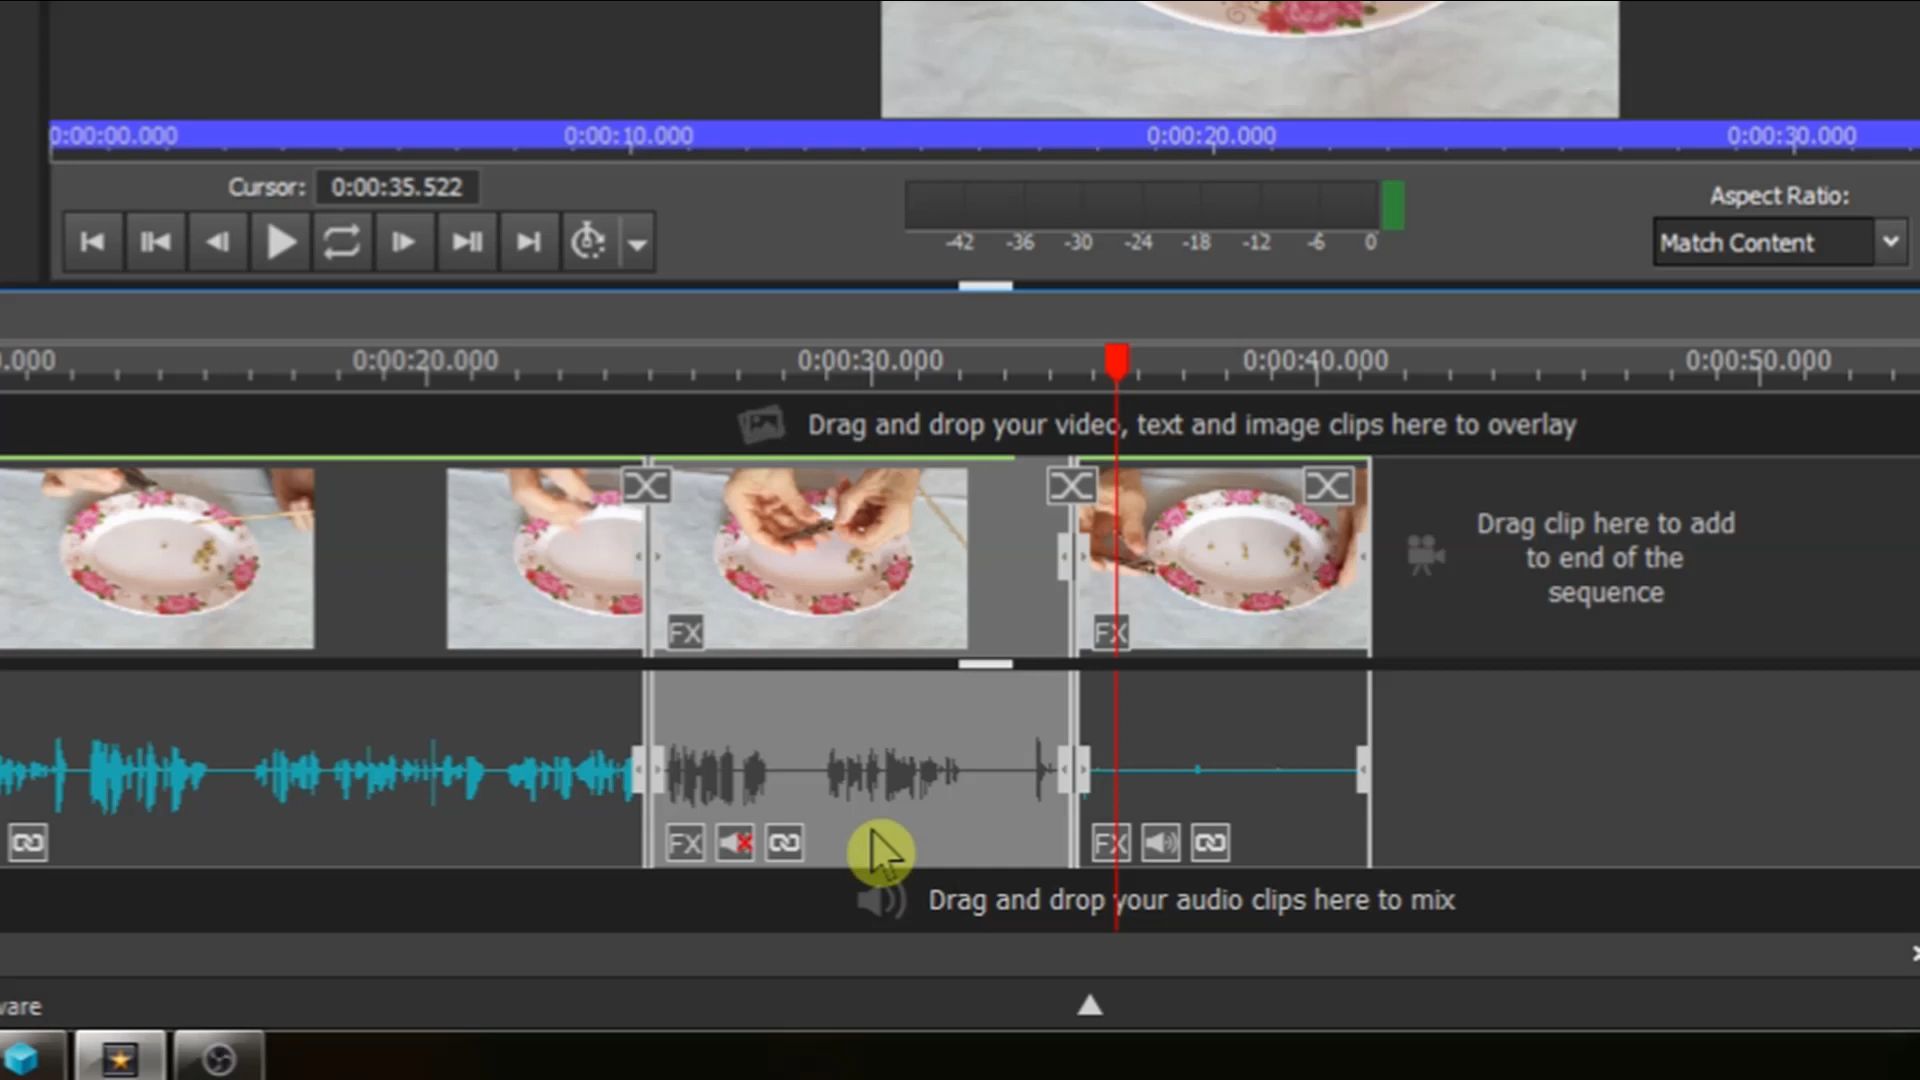 0:00:00.000 0:00:10.000 0:00:20.000 0:00:30.000
Cursor: 0:00:35.522
Aspect Ratio:
-42 -36 -30 -24 -18 -12 -6 0
Match Content
.000 0:00:20.000 0:00:30.000 0:00:40.000 0:00:50.000
Drag and drop your video, text and image clips here to overlay
Drag clip here to add
to end of the
sequence
FX FX
FX FX
Drag and drop your audio clips here to mix
ware